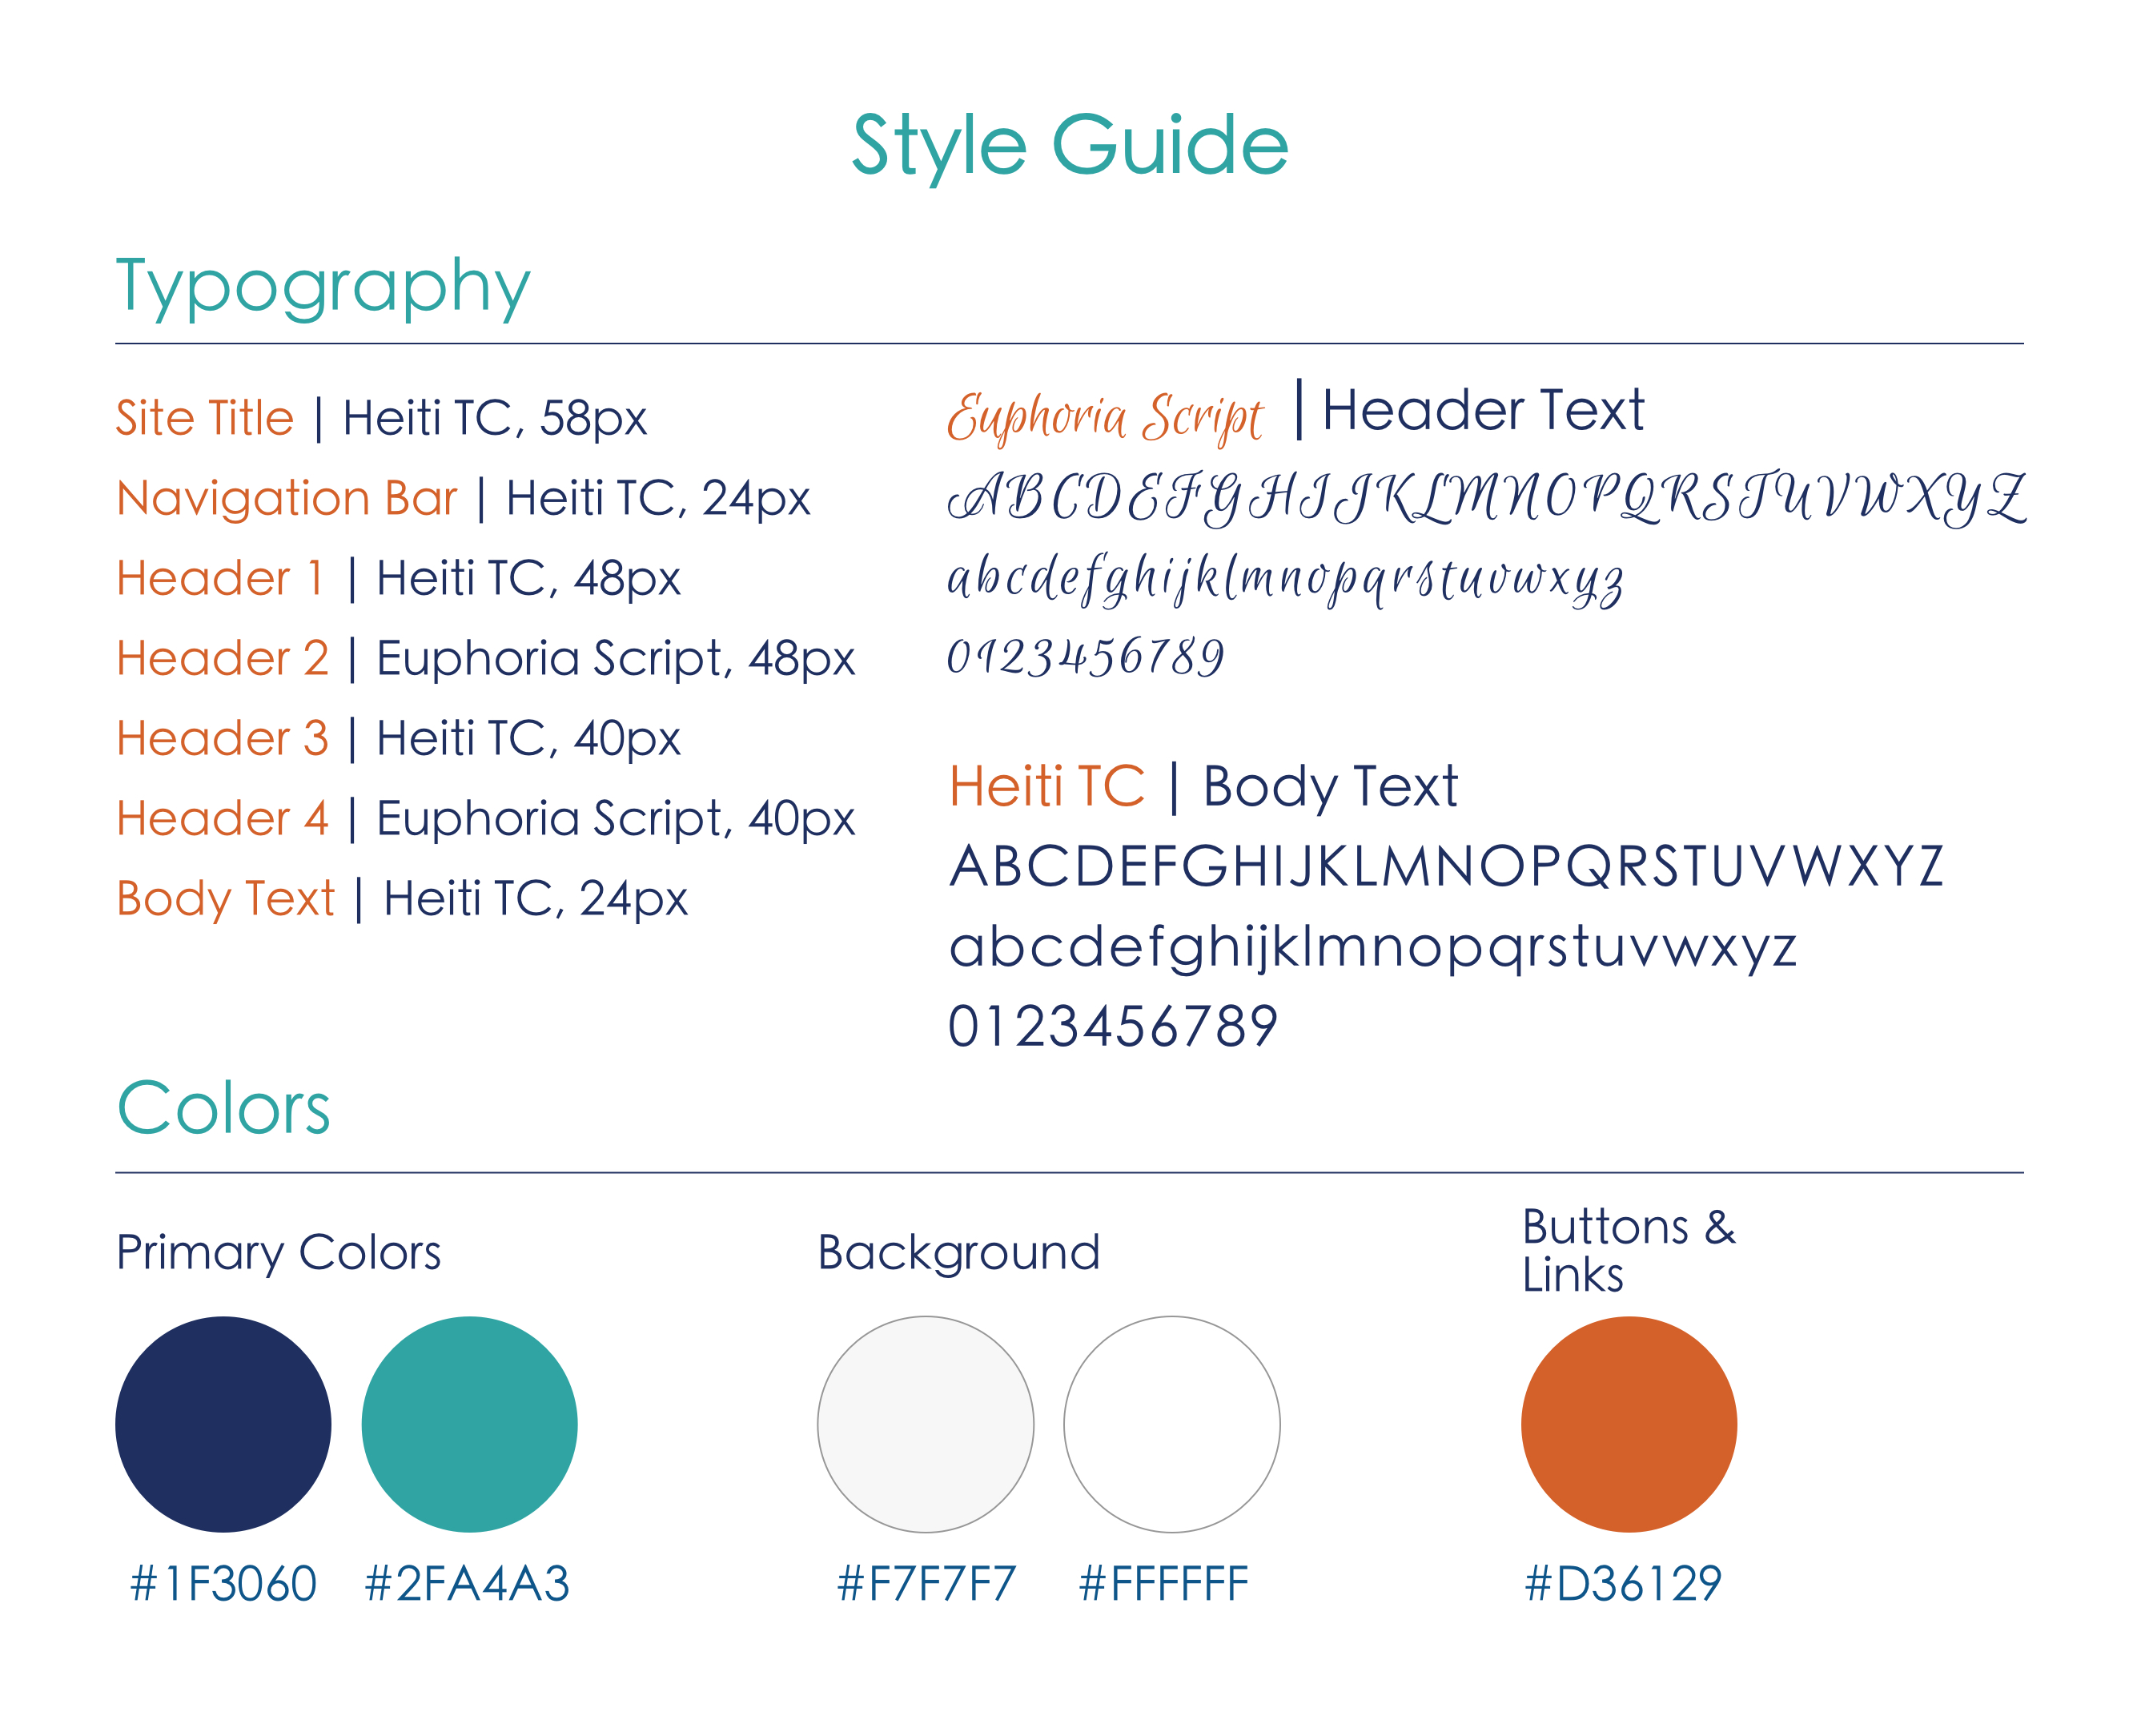 Style Guide
Typography
Site Title | Heiti TC, 58px
Navigation Bar | Heiti TC, 24px
Header 1 | Heiti TC, 48px
Header 2 | Euphoria Script, 48px
Header 3 | Heiti TC, 40px
Header 4 | Euphoria Script, 40px
Body Text | Heiti TC, 24px
Euphoria Script | Header Text
ABCDEFGHIJKLMNOPQRSTUVWXYZ
abcdefghijklmnopqrstuvwxyz
0123456789
Heiti TC | Body Text
ABCDEFGHIJKLMNOPQRSTUVWXYZ
abcdefghijklmnopqrstuvwxyz
0123456789
Colors
Primary Colors
#1F3060 #2FA4A3
Background
#F7F7F7 #FFFFFF
Buttons &
Links
#D36129